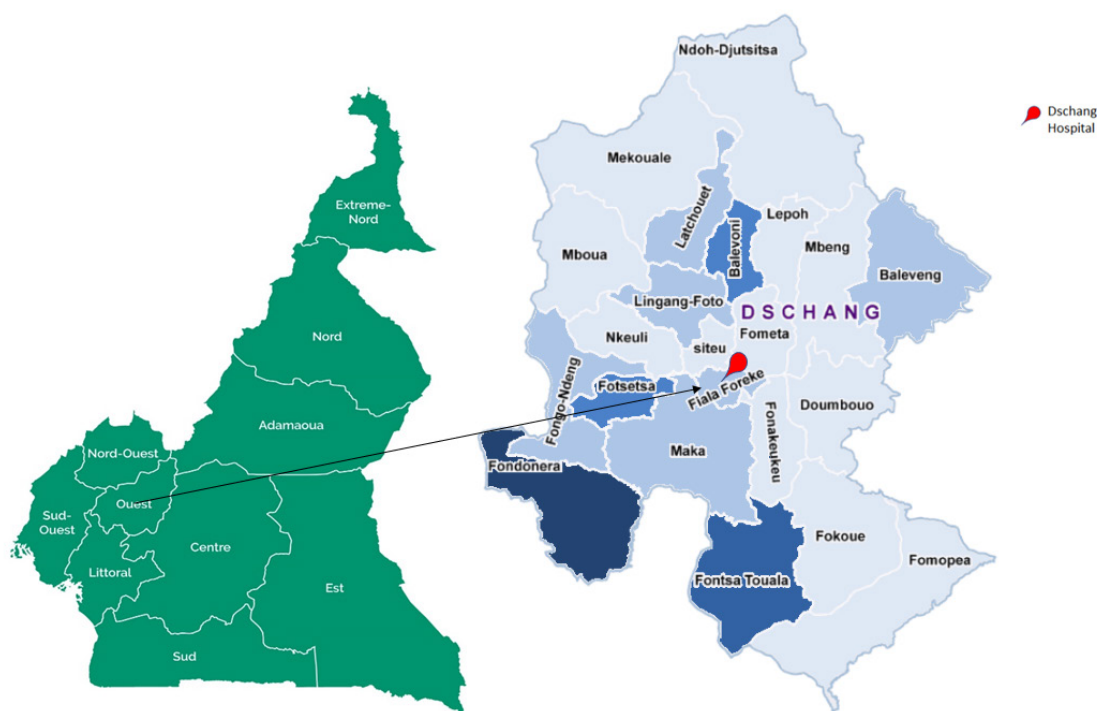 Extreme-
Nord
Nord
Adamaoua
Nord-Ouest
Ouest
Sud-
Ouest
Centre
Littoral
Est
Sud
Ndoh-Djutsitsa
Mekouale
Latchouet
Balevoni
Lepoh
Mbeng
Baleveng
Mboua
Lingang-Foto
DSCHANG
Nkeuli
siteu
Fometa
Fongo-Ndeng
Fotsetsa
Fiala Foreke
Fonakeukeu
Doumbouo
Maka
Fondonera
Fokoue
Fontsa Touala
Fomopea
Dschang
Hospital